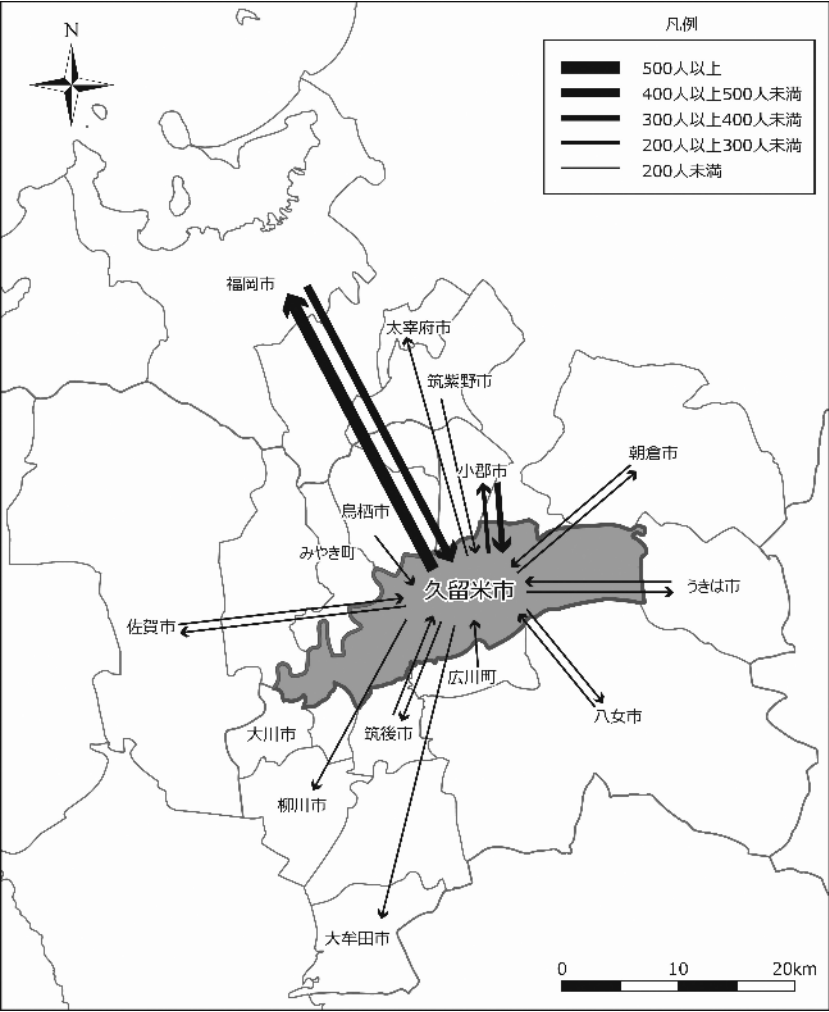 N
凡例
500人以上
400人以上500人未満
300人以上400人未満
200人以上300人未満
200人未満
福岡市
太宰府市
筑紫野市
朝倉市
小郡市
鳥栖市
みやき町
久留米市
うきは市
佐賀市
広川町
八女市
大川市
筑後市
柳川市
大牟田市
0 10 20km